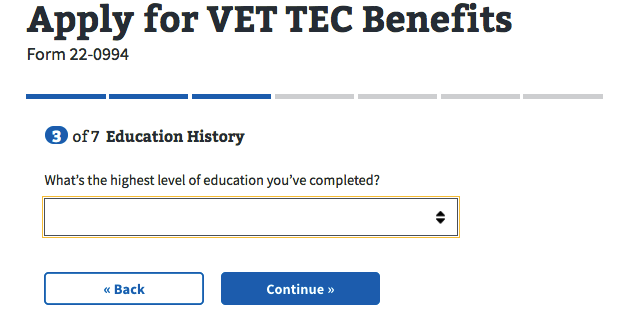 Apply for VET TEC Benefits
Form 22-0994
3 of 7 Education History
What's the highest level of education you've completed?
« Back
Continue »